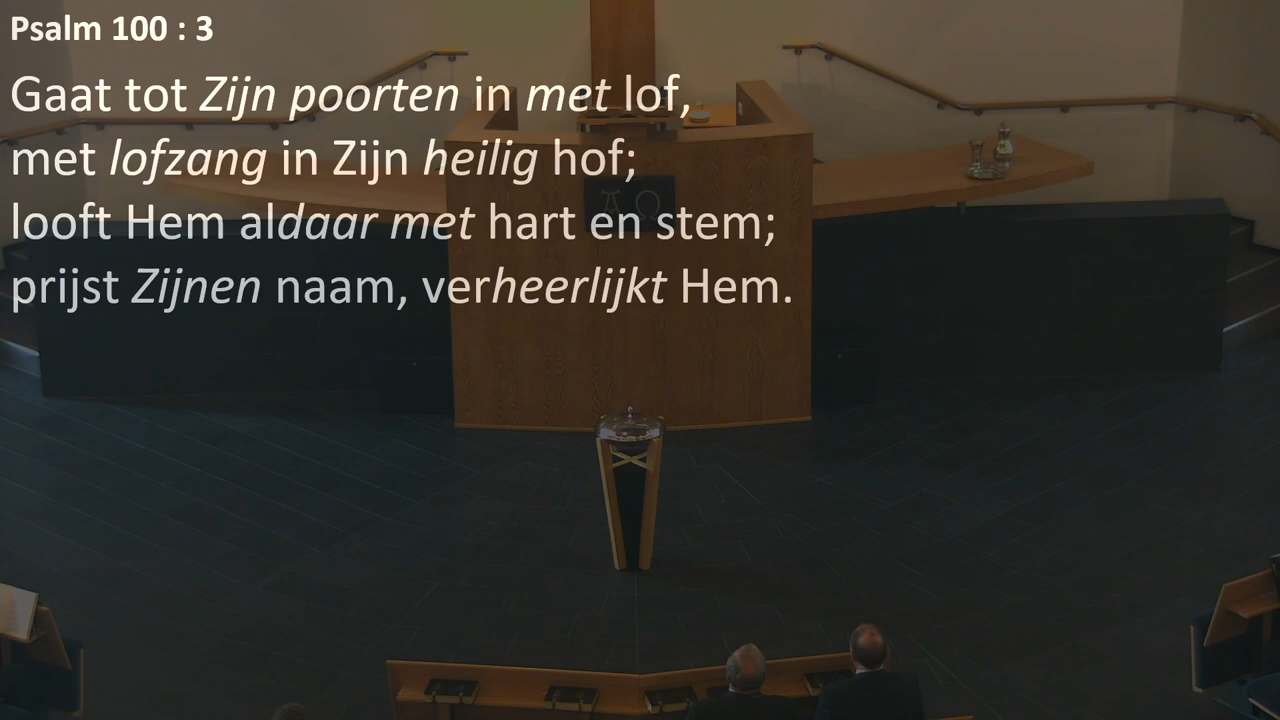 Psalm 100 : 3
Gaat tot Zijn poorten in met lof,
met lofzang in Zijn heilig hof;
looft Hem aldaar met hart en stem;
prijst Zijnen naam, verheerlijkt Hem.
Α Ω